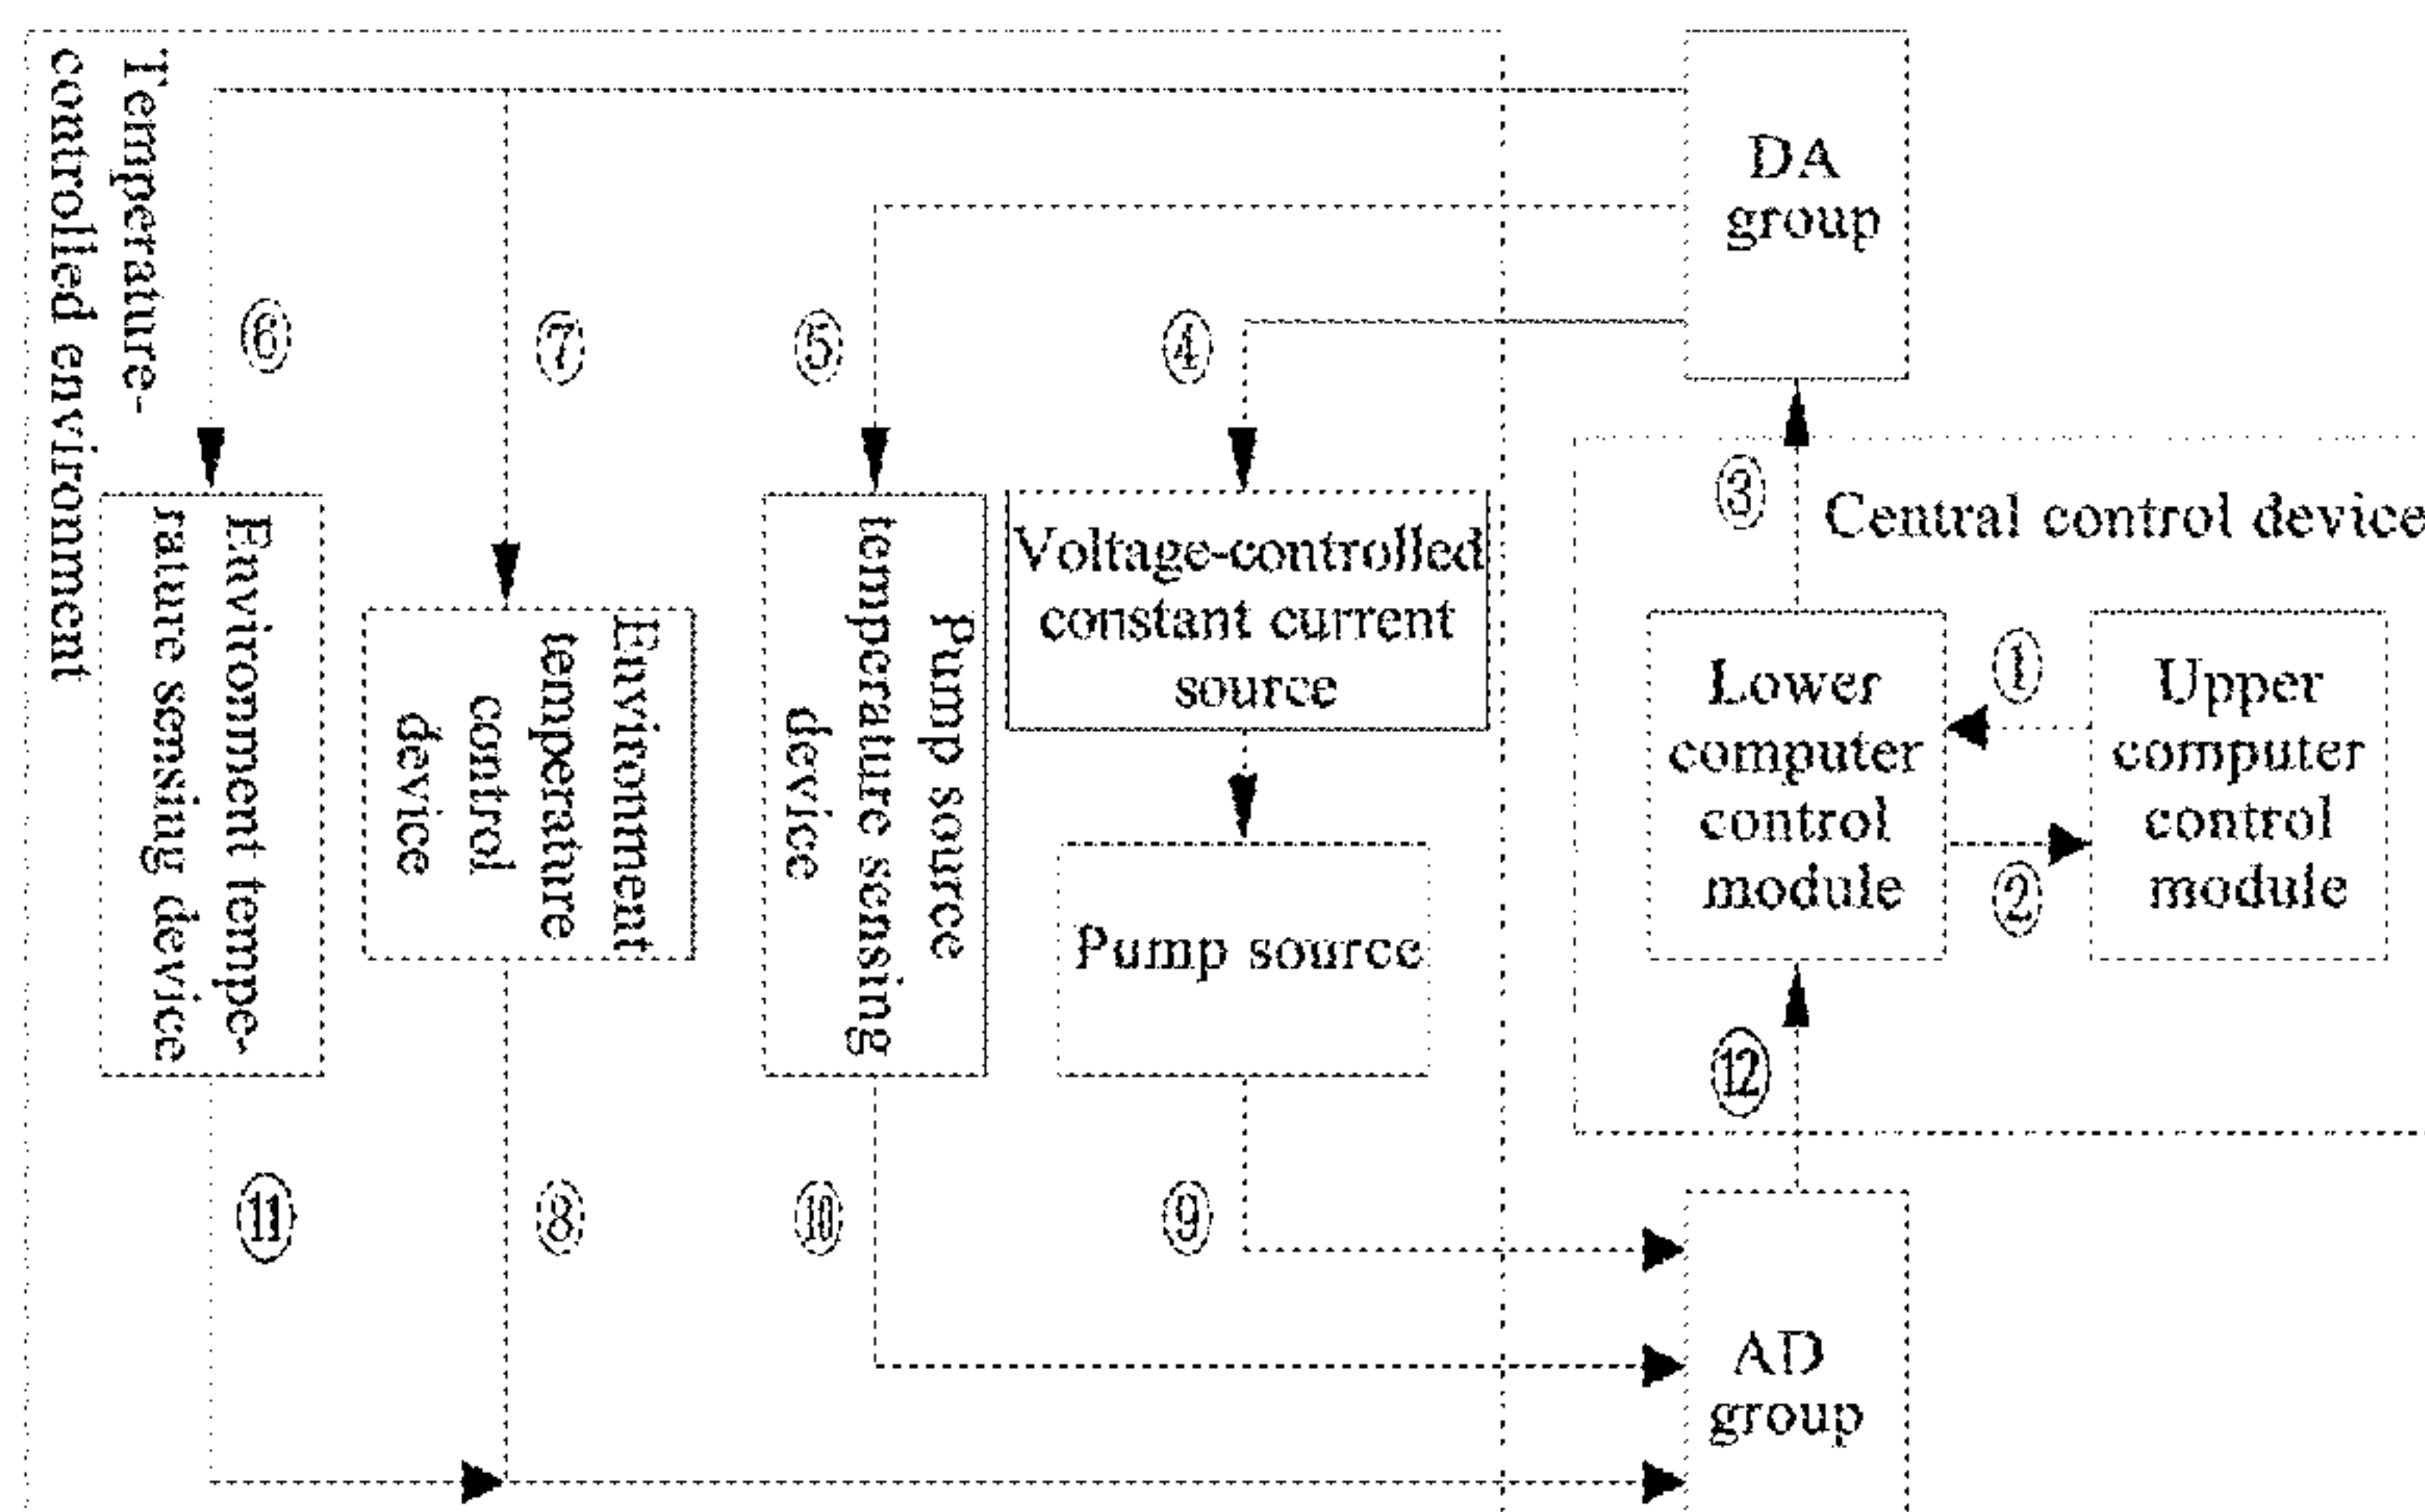 Temperature-
controlled environment
DA
group
⑥
⑦
⑤
④
③
Central control device
Environment tempe-
rature sensing device
Environment
temperature
control
device
Pump source
temperature sensing
device
Voltage-controlled
constant current
source
Pump source
Lower
computer
control
module
①
②
Upper
computer
control
module
⑫
⑪
⑧
⑩
⑨
AD
group